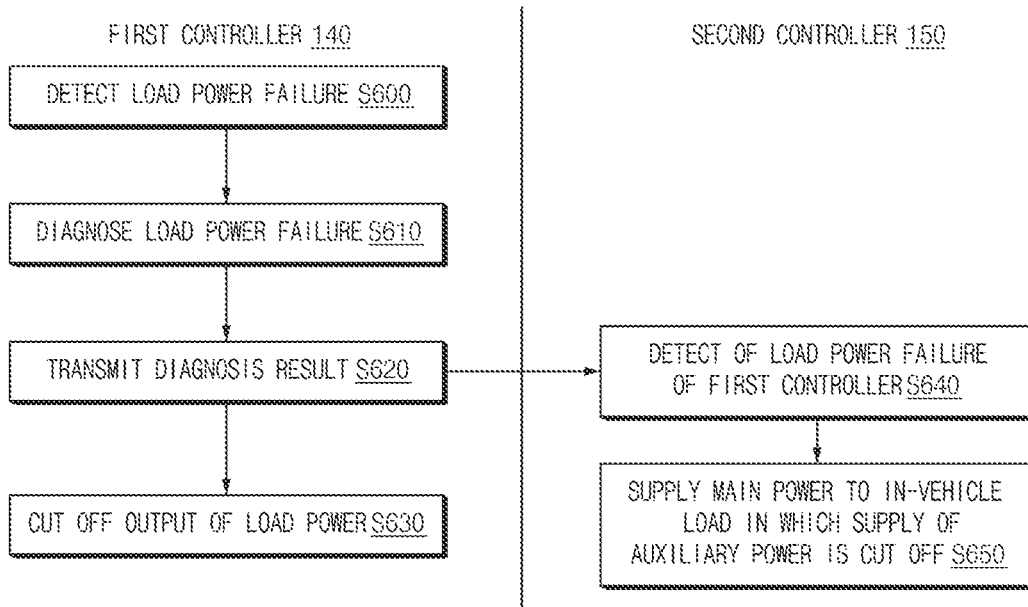 FIRST CONTROLLER 140
DETECT LOAD POWER FAILURE S600
DIAGNOSE LOAD POWER FAILURE S610
TRANSMIT DIAGNOSIS RESULT S620
CUT OFF OUTPUT OF LOAD POWER S630
SECOND CONTROLLER 150
DETECT OF LOAD POWER FAILURE
OF FIRST CONTROLLER S640
SUPPLY MAIN POWER TO IN-VEHICLE
LOAD IN WHICH SUPPLY OF
AUXILIARY POWER IS CUT OFF S650